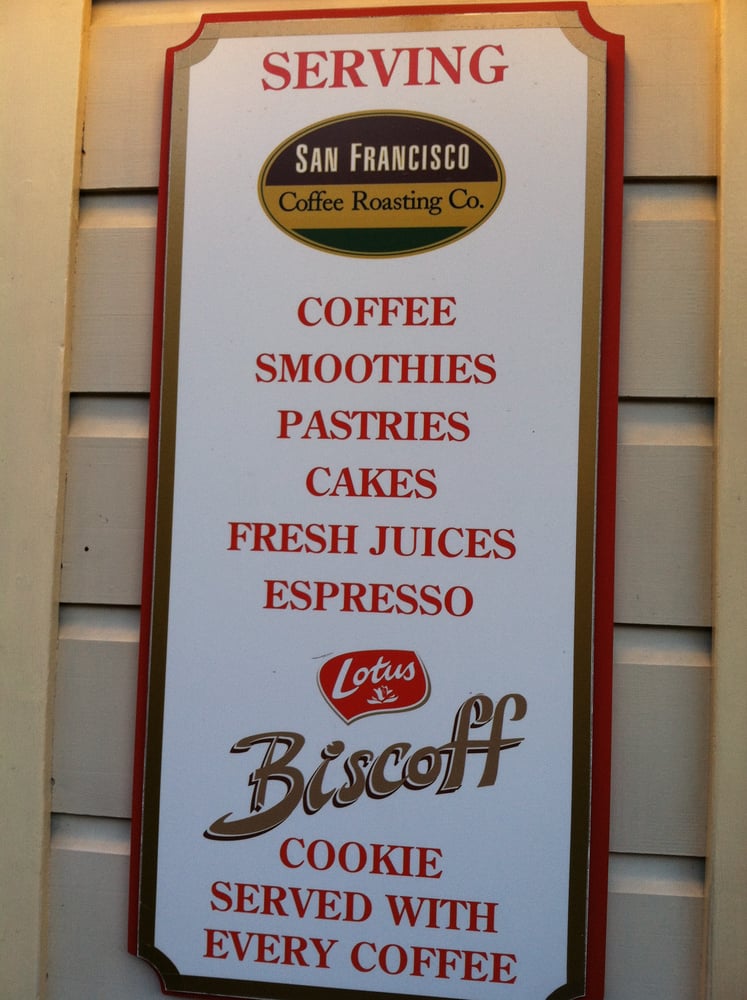 SERVING
SAN FRANCISCO
Coffee Roasting Co.
COFFEE
SMOOTHIES
PASTRIES
CAKES
FRESH JUICES
ESPRESSO
Lotus
Biscoff
COOKIE
SERVED WITH
EVERY COFFEE